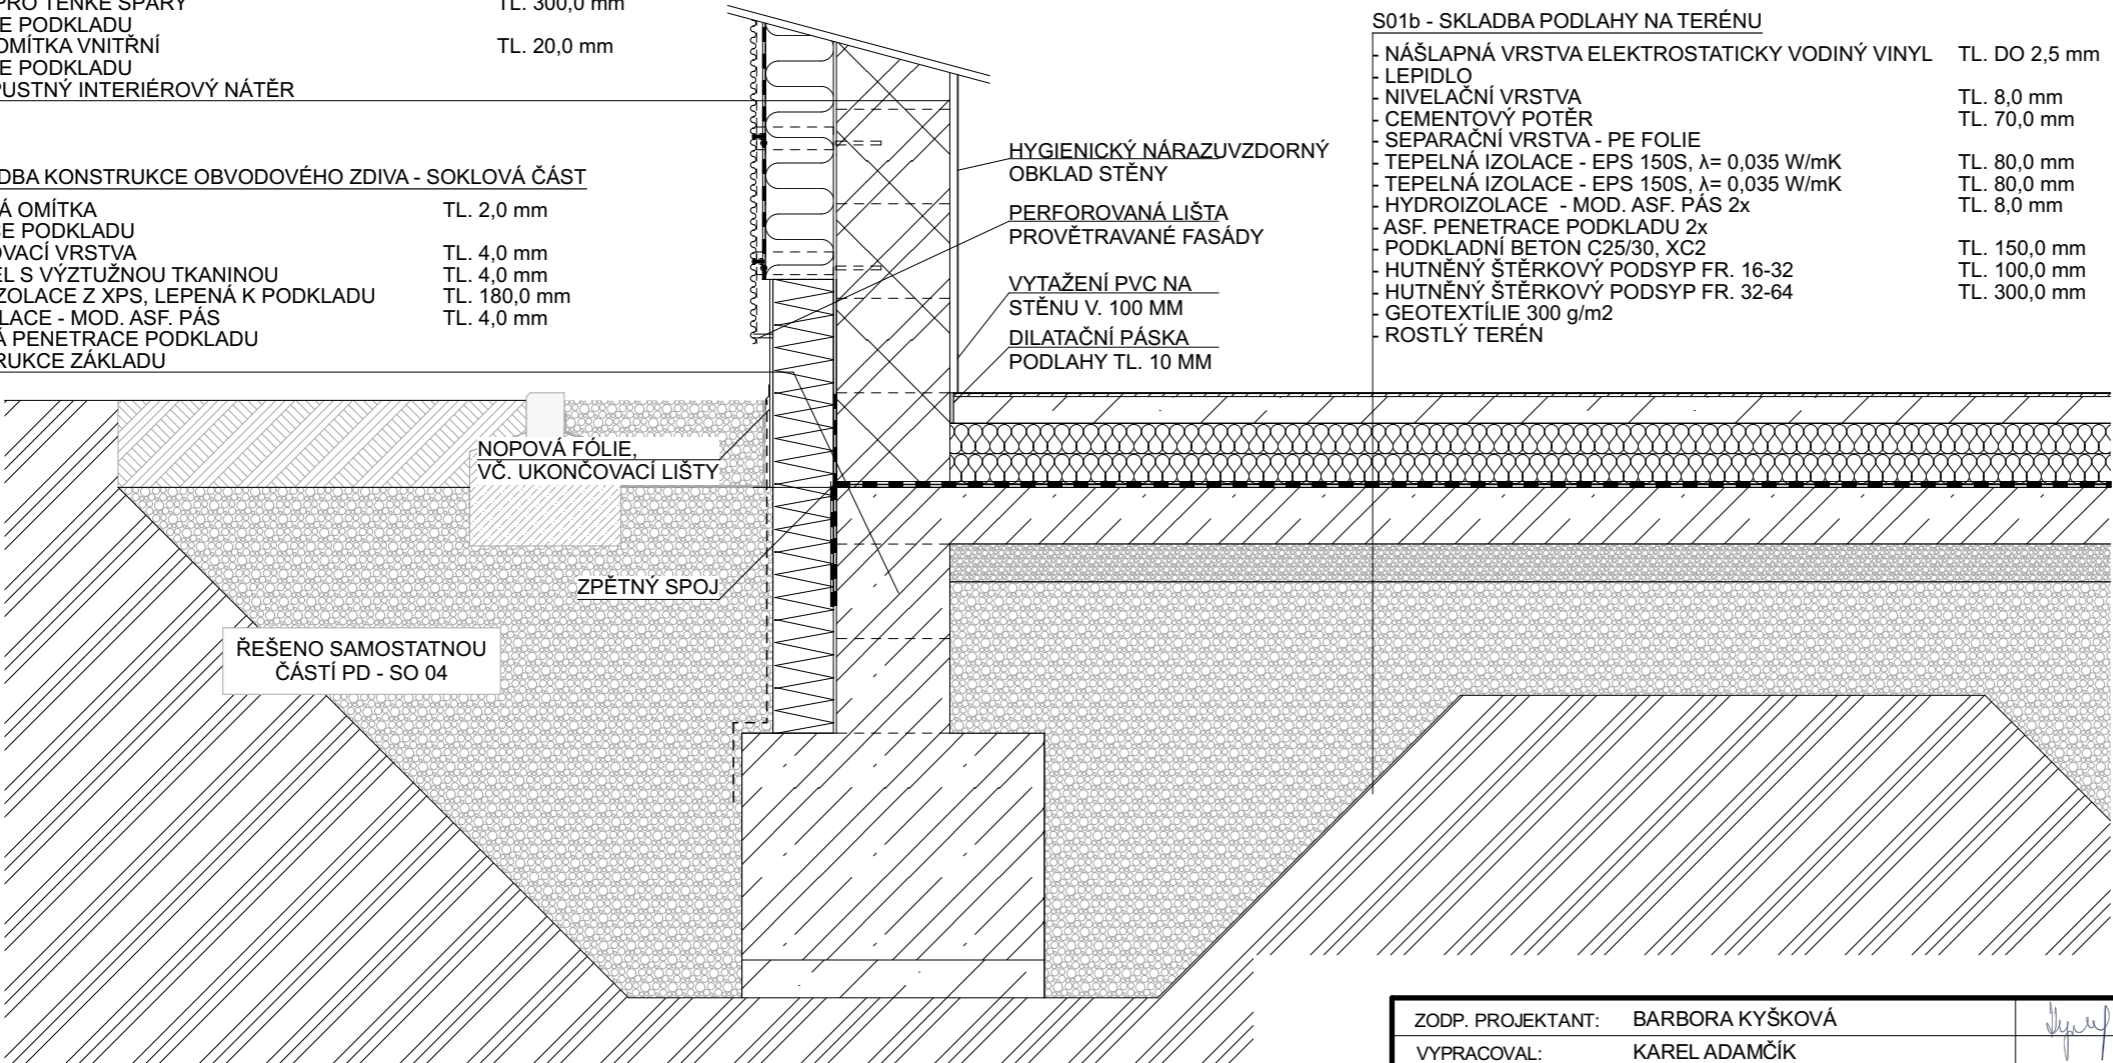 PRO TENKÉ SPÁRY TL. 300,0 mm
E PODKLADU
OMÍTKA VNITŘNÍ TL. 20,0 mm
E PODKLADU
PUSTNÝ INTERIÉROVÝ NÁTĚR
DBA KONSTRUKCE OBVODOVÉHO ZDIVA - SOKLOVÁ ČÁST
Á OMÍTKA TL. 2,0 mm
CE PODKLADU
OVACÍ VRSTVA TL. 4,0 mm
EL S VÝZTUŽNOU TKANINOU TL. 4,0 mm
IZOLACE Z XPS, LEPENÁ K PODKLADU TL. 180,0 mm
LACE - MOD. ASF. PÁS TL. 4,0 mm
Á PENETRACE PODKLADU
RUKCE ZÁKLADU
HYGIENICKÝ NÁRAZUVZDORNÝ
OBKLAD STĚNY
PERFOROVANÁ LIŠTA
PROVĚTRAVANÉ FASÁDY
VYTAŽENÍ PVC NA
STĚNU V. 100 MM
DILATAČNÍ PÁSKA
PODLAHY TL. 10 MM
S01b - SKLADBA PODLAHY NA TERÉNU
- NÁŠLAPNÁ VRSTVA ELEKTROSTATICKY VODINÝ VINYL TL. DO 2,5 mm
- LEPIDLO
- NIVELAČNÍ VRSTVA TL. 8,0 mm
- CEMENTOVÝ POTĚR TL. 70,0 mm
- SEPARAČNÍ VRSTVA - PE FOLIE
- TEPELNÁ IZOLACE - EPS 150S, λ= 0,035 W/mK TL. 80,0 mm
- TEPELNÁ IZOLACE - EPS 150S, λ= 0,035 W/mK TL. 80,0 mm
- HYDROIZOLACE - MOD. ASF. PÁS 2x TL. 8,0 mm
- ASF. PENETRACE PODKLADU 2x
- PODKLADNÍ BETON C25/30, XC2 TL. 150,0 mm
- HUTNĚNÝ ŠTĚRKOVÝ PODSYP FR. 16-32 TL. 100,0 mm
- HUTNĚNÝ ŠTĚRKOVÝ PODSYP FR. 32-64 TL. 300,0 mm
- GEOTEXTÍLIE 300 g/m2
- ROSTLÝ TERÉN
NOPOVÁ FÓLIE,
VČ. UKONČOVACÍ LIŠTY
ZPĚTNÝ SPOJ
ŘEŠENO SAMOSTATNOU
ČÁSTÍ PD - SO 04
ZODP. PROJEKTANT: BARBORA KYŠKOVÁ
VYPRACOVAL: KAREL ADAMČÍK